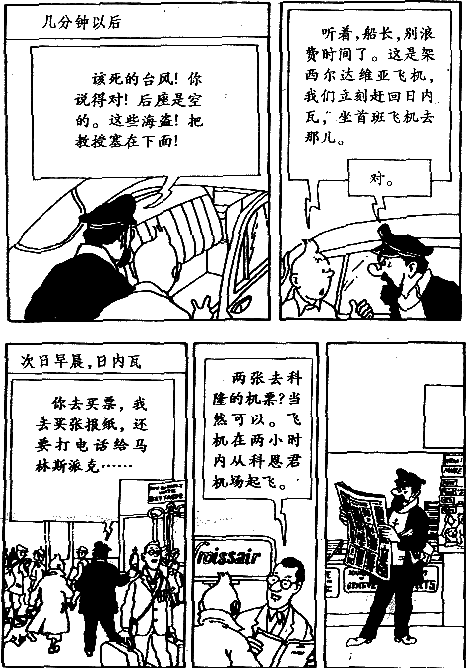 几分钟以后
该死的台风！你
说得对！后座是空
的。这些海盗！把
教授塞在下面！
听着，船长，别浪
费时间了。这是架
西尔达维亚飞机，
我们立刻赶回日内
瓦，坐首班飞机去
那儿。
对。
次日早晨，日内瓦
你去买票，我
去买张报纸，还
要打电话给马
林斯派克……
两张去科
隆的机票？当
然可以。飞
机在两小时
内从科恩君
机场起飞。
roissair